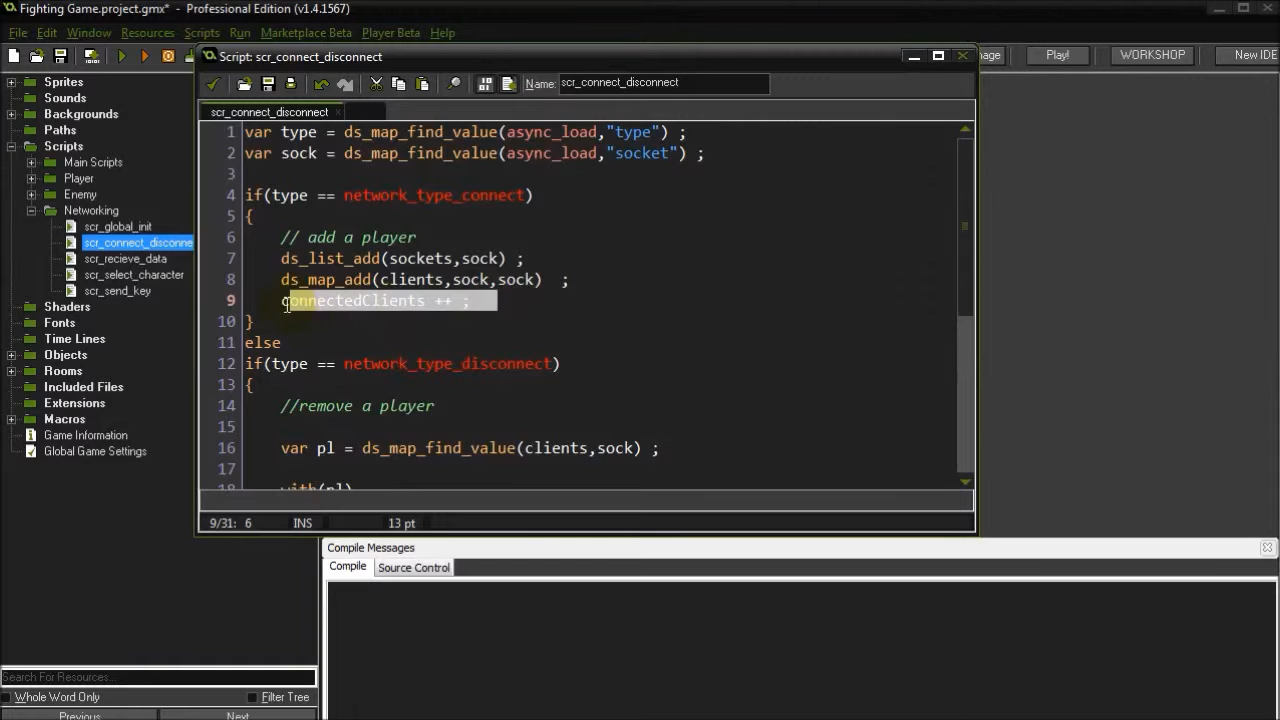 Fighting Game.project.gmx* - Professional Edition (v1.4.1567)
File Edit Window Resources Scripts Run Marketplace Beta Player Beta Help
Script: scr_connect_disconnect
Play! WORKSHOP New IDE
Name: scr_connect_disconnect
scr_connect_disconnect
Sprites
Sounds
Backgrounds
Paths
Scripts
Main Scripts
Player
Enemy
Networking
scr_global_init
scr_connect_disconne
scr_recieve_data
scr_select_character
scr_send_key
Shaders
Fonts
Time Lines
Objects
Rooms
Included Files
Extensions
Macros
Game Information
Global Game Settings
1 var type = ds_map_find_value(async_load,"type") ;
2 var sock = ds_map_find_value(async_load,"socket") ;
3
4 if(type == network_type_connect)
5 {
6 // add a player
7 ds_list_add(sockets,sock) ;
8 ds_map_add(clients,sock,sock) ;
9 connectedClients ++ ;
10 }
11 else
12 if(type == network_type_disconnect)
13 {
14 //remove a player
15
16 var pl = ds_map_find_value(clients,sock) ;
17
18 with(pl)
9/31: 6 INS 13 pt
Compile Messages
Compile Source Control
Search For Resources...
Whole Word Only Filter Tree
Previous Next